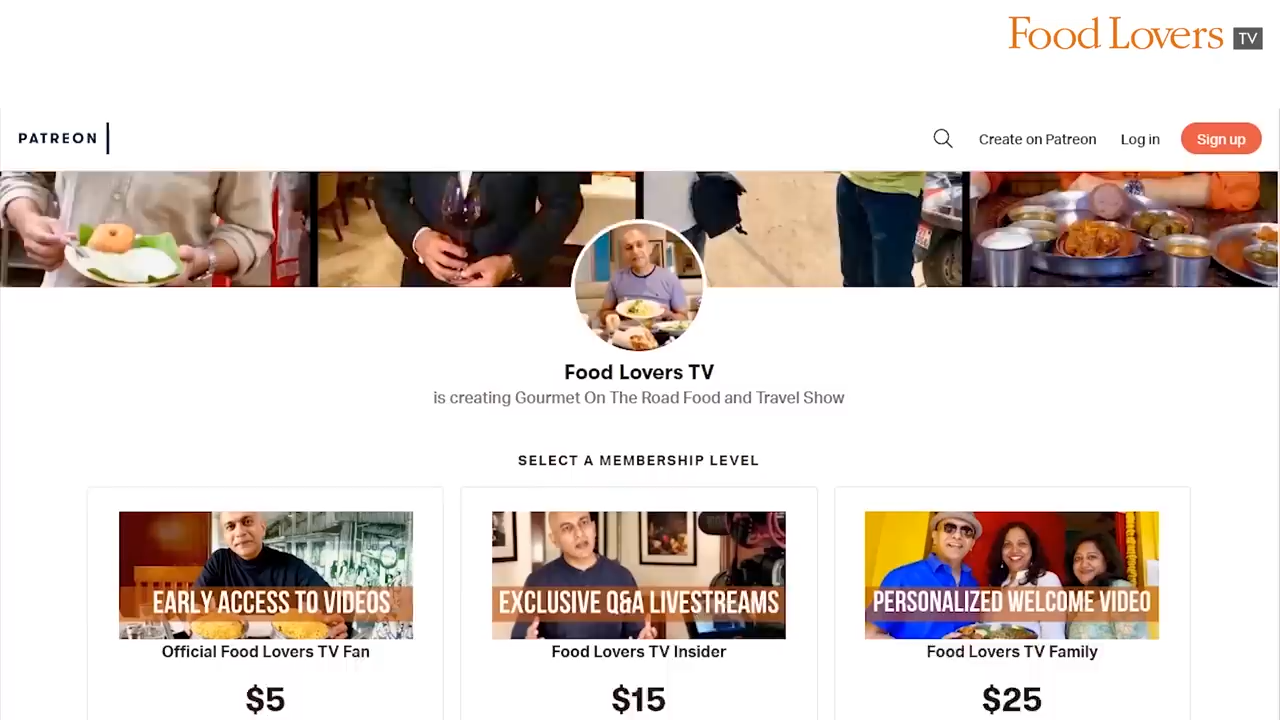 Food Lovers TV
PATREON
Create on Patreon Log in Sign up
Food Lovers TV
is creating Gourmet On The Road Food and Travel Show
SELECT A MEMBERSHIP LEVEL
EARLY ACCESS TO VIDEOS
Official Food Lovers TV Fan
$5
EXCLUSIVE Q&A LIVESTREAMS
Food Lovers TV Insider
$15
PERSONALIZED WELCOME VIDEO
Food Lovers TV Family
$25